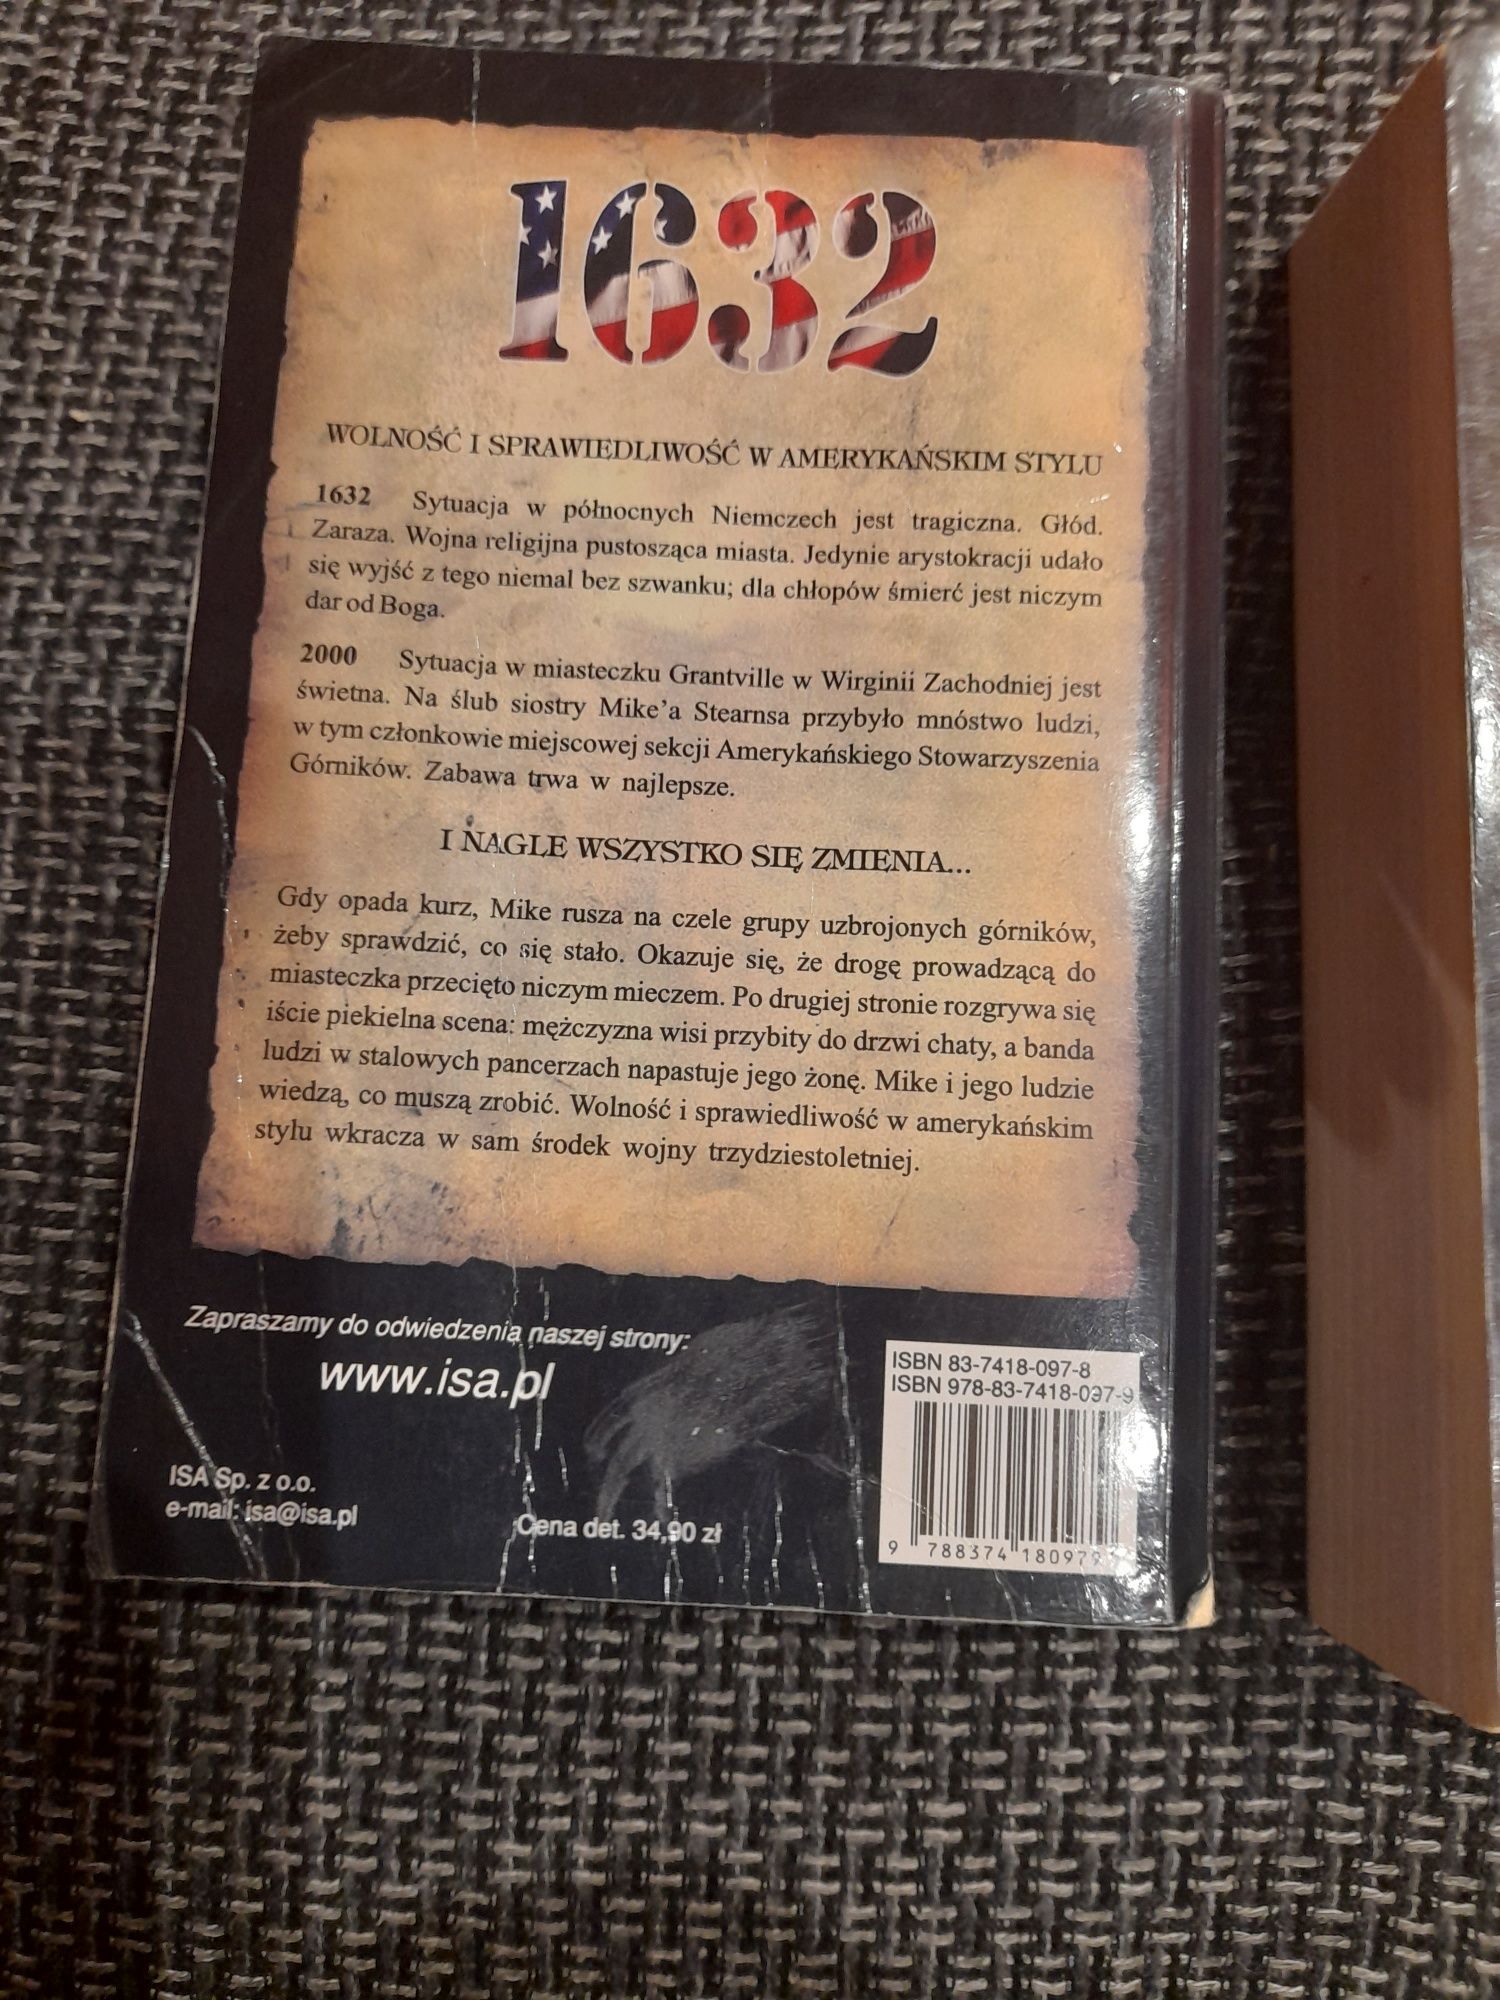 1632
WOLNOŚĆ I SPRAWIEDLIWOŚĆ W AMERYKAŃSKIM STYLU
1632 Sytuacja w północnych Niemczech jest tragiczna. Głód.
Zaraza. Wojna religijna pustosząca miasta. Jedynie arystokracji udało
się wyjść z tego niemal bez szwanku; dla chłopów śmierć jest niczym
dar od Boga.
2000 Sytuacja w miasteczku Grantville w Wirginii Zachodniej jest
świetna. Na ślub siostry Mike'a Stearnsa przybyło mnóstwo ludzi,
w tym członkowie miejscowej sekcji Amerykańskiego Stowarzyszenia
Górników. Zabawa trwa w najlepsze.
I NAGLE WSZYSTKO SIĘ ZMIENIA...
Gdy opada kurz, Mike rusza na czele grupy uzbrojonych górników,
żeby sprawdzić, co się stało. Okazuje się, że drogę prowadzącą do
miasteczka przecięto niczym mieczem. Po drugiej stronie rozgrywa się
iście piekielna scena: mężczyzna wisi przybity do drzwi chaty, a banda
ludzi w stalowych pancerzach napastuje jego żonę. Mike i jego ludzie
wiedzą, co muszą zrobić. Wolność i sprawiedliwość w amerykańskim
stylu wkracza w sam środek wojny trzydziestoletniej.
Zapraszamy do odwiedzenia naszej strony:
www.isa.pl
ISA Sp. z o.o.
e-mail: isa@isa.pl
Cena det. 34,90 zł
ISBN 83-7418-097-8
ISBN 978-83-7418-097-9
9 788374 180979